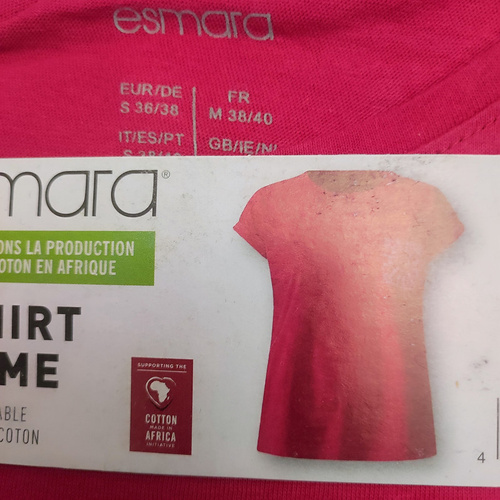 esmara
EUR/DE
S 36/38
FR
M 38/40
IT/ES/PT
GB/IE/N
mara®
ONS LA PRODUCTION
OTON EN AFRIQUE
HIRT
ME
ABLE
COTON
SUPPORTING THE
COTTON
MADE IN
AFRICA
INITIATIVE
4